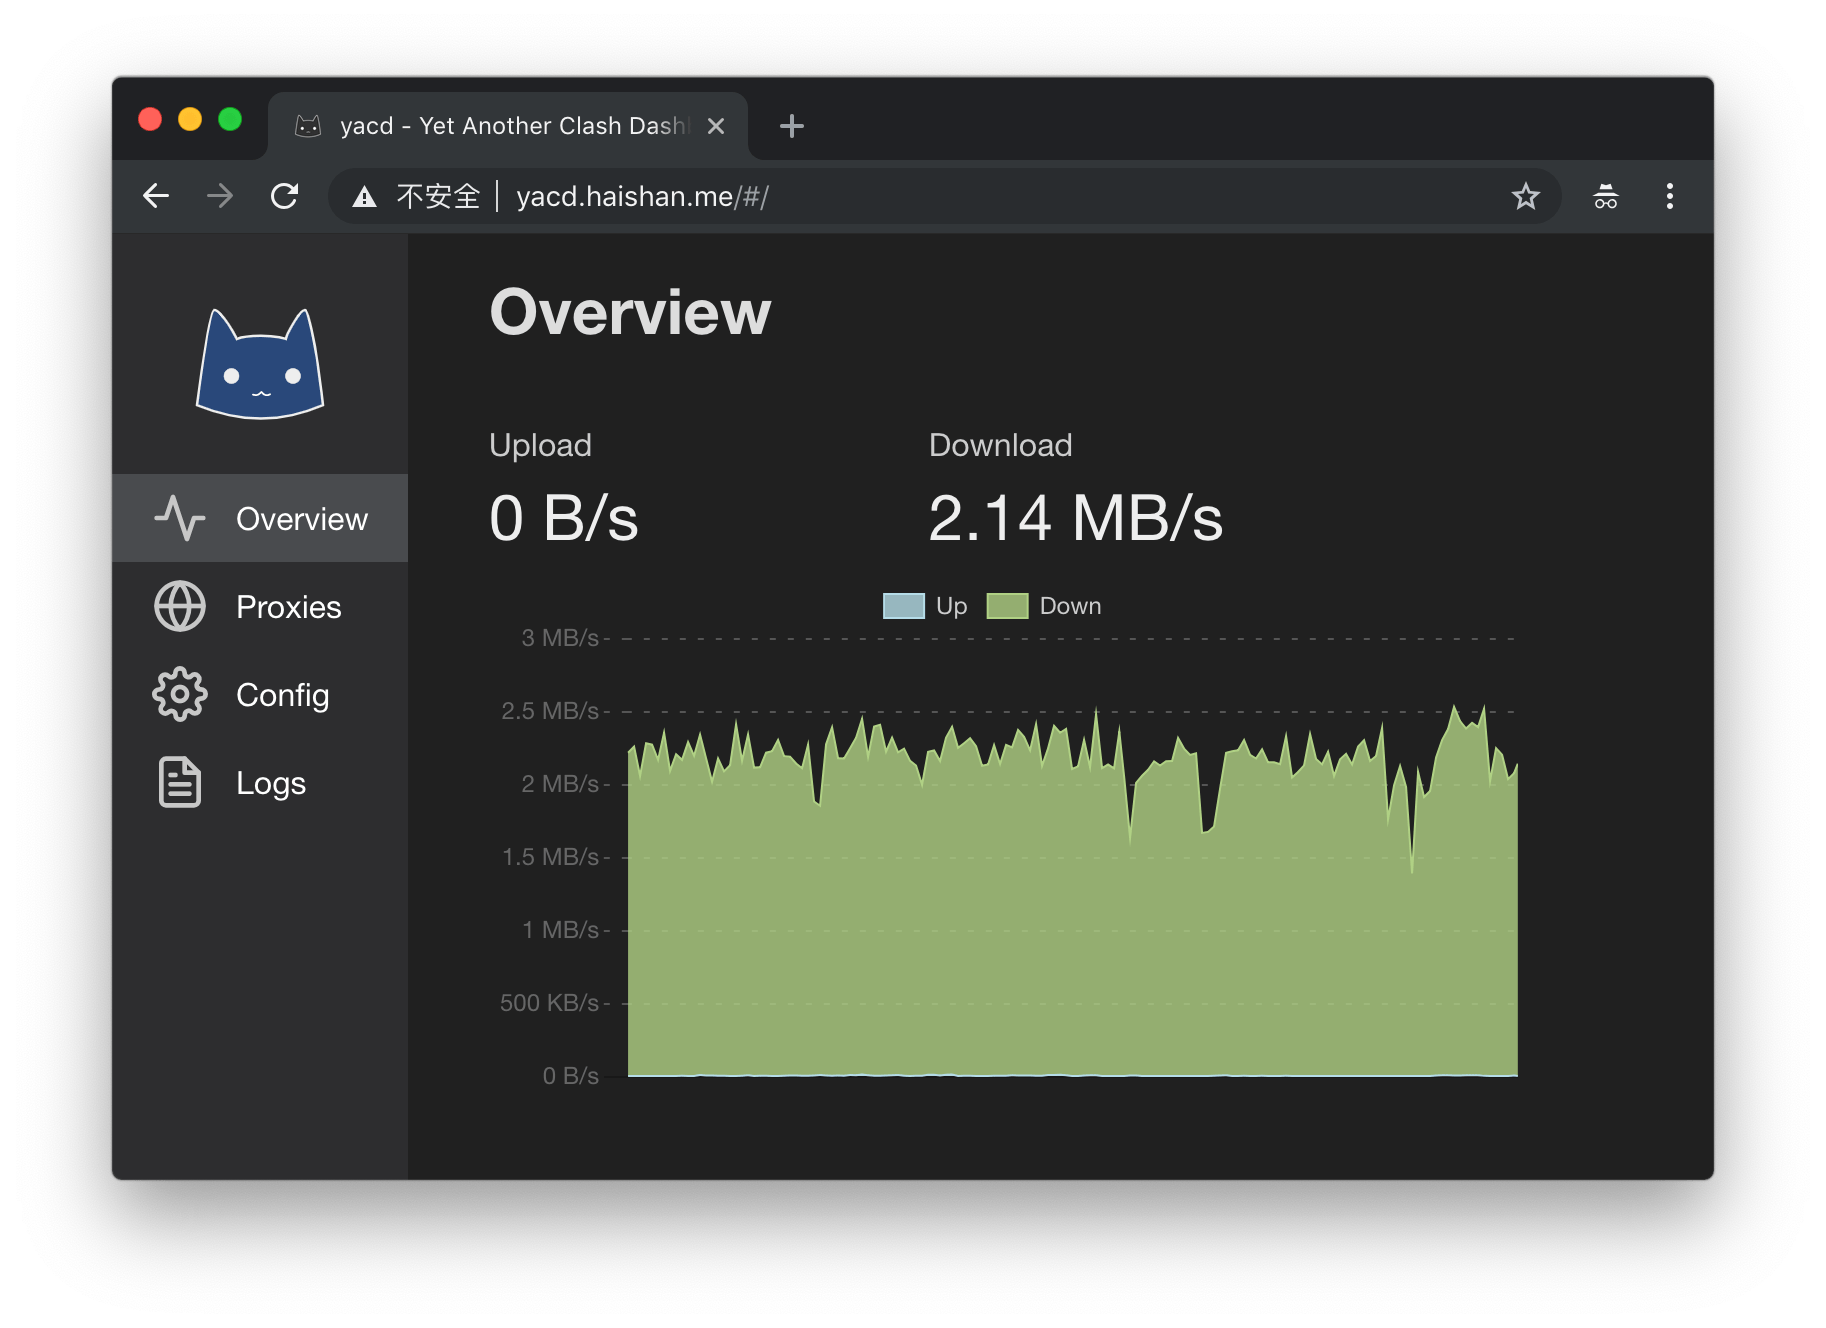 yacd - Yet Another Clash Dash
不安全 yacd.haishan.me/#/
Overview
Proxies
Config
Logs
Overview
Upload
0 B/s
Download
2.14 MB/s
Up
Down
3 MB/s
2.5 MB/s
2 MB/s
1.5 MB/s
1 MB/s
500 KB/s
0 B/s